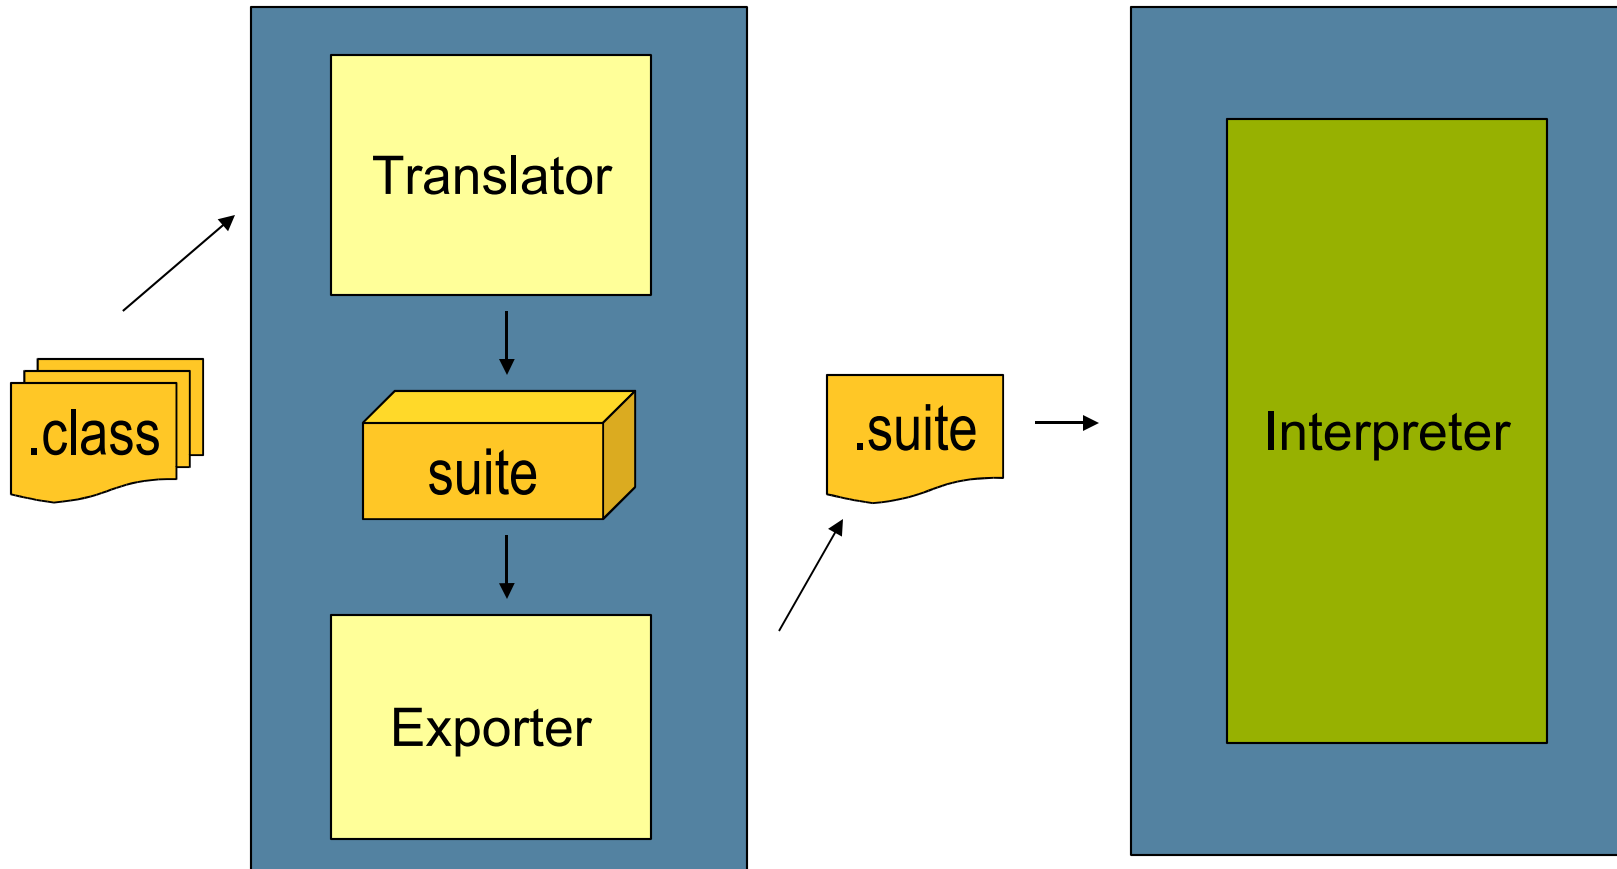 Translator
.class
suite
Exporter
.suite
Interpreter